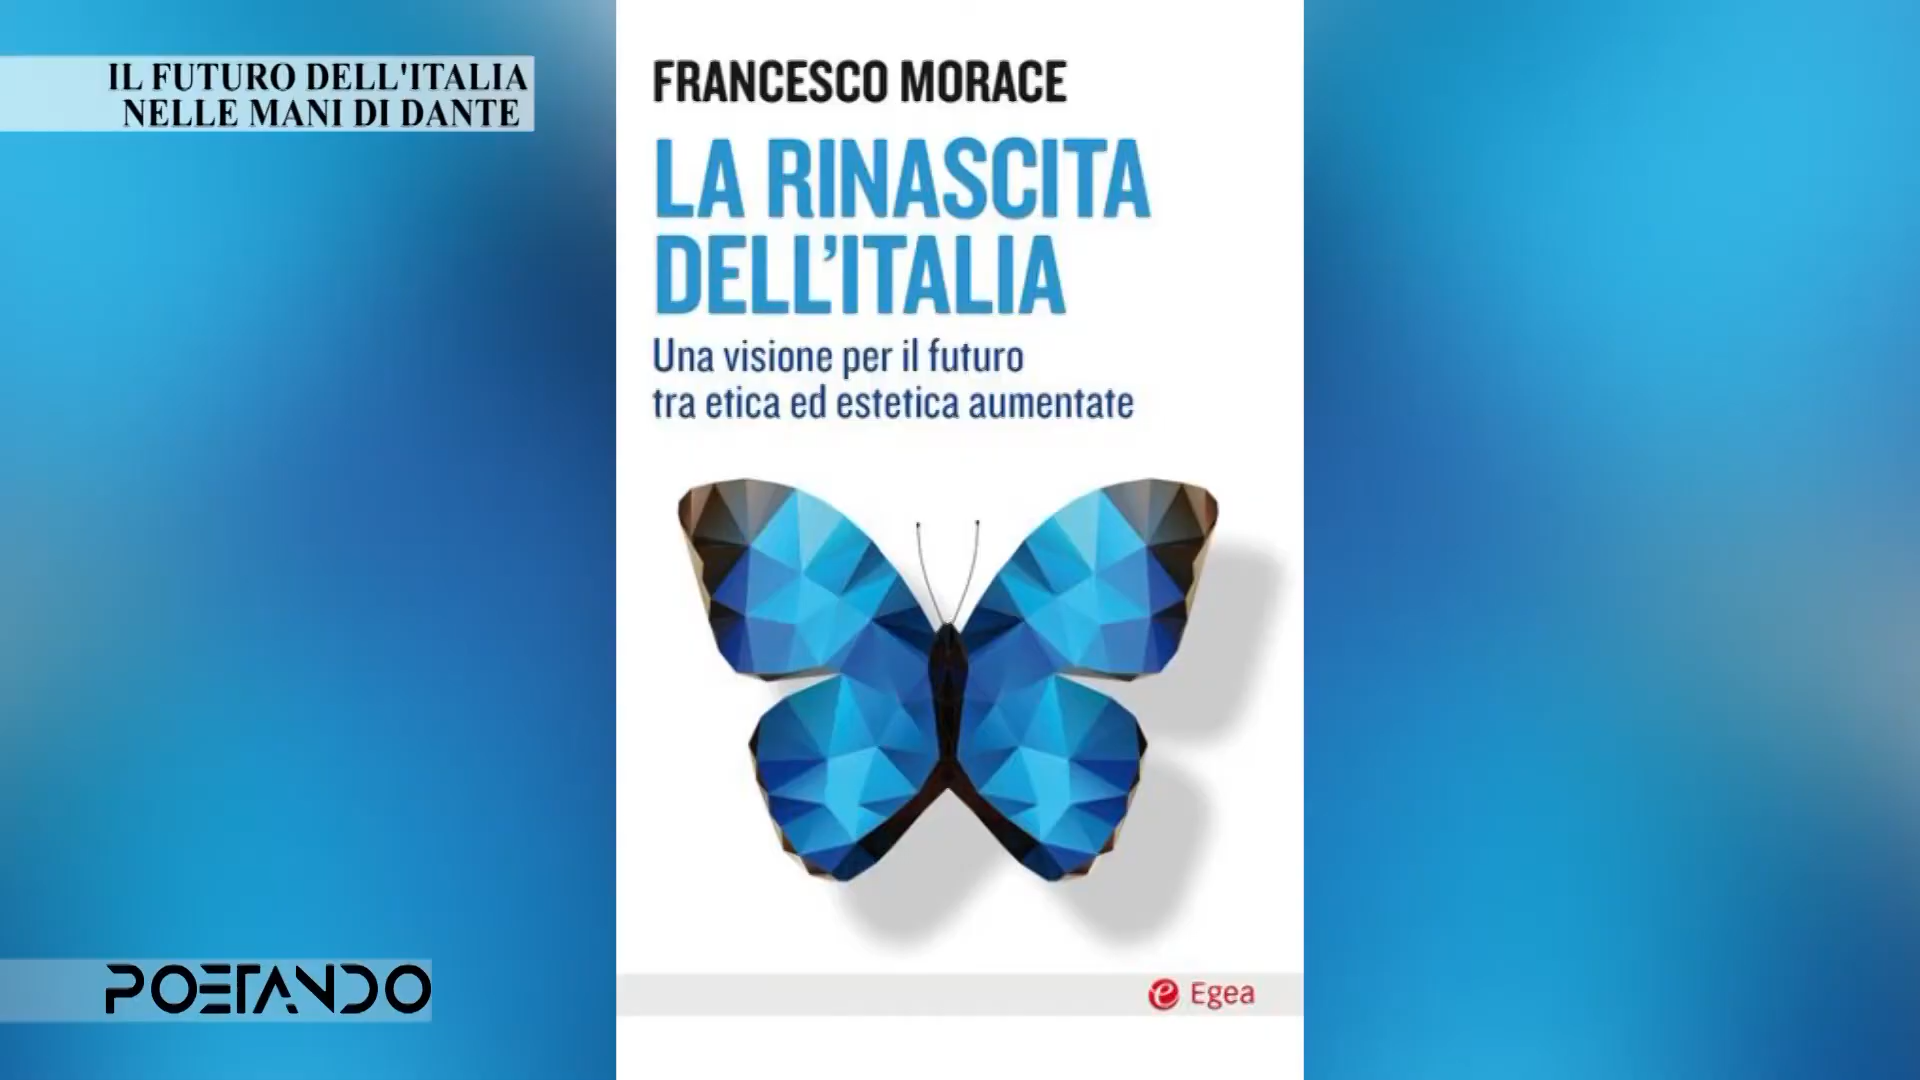 IL FUTURO DELL'ITALIA
NELLE MANI DI DANTE
FRANCESCO MORACE
LA RINASCITA
DELL'ITALIA
Una visione per il futuro
tra etica ed estetica aumentate
e Egea
POETANDO